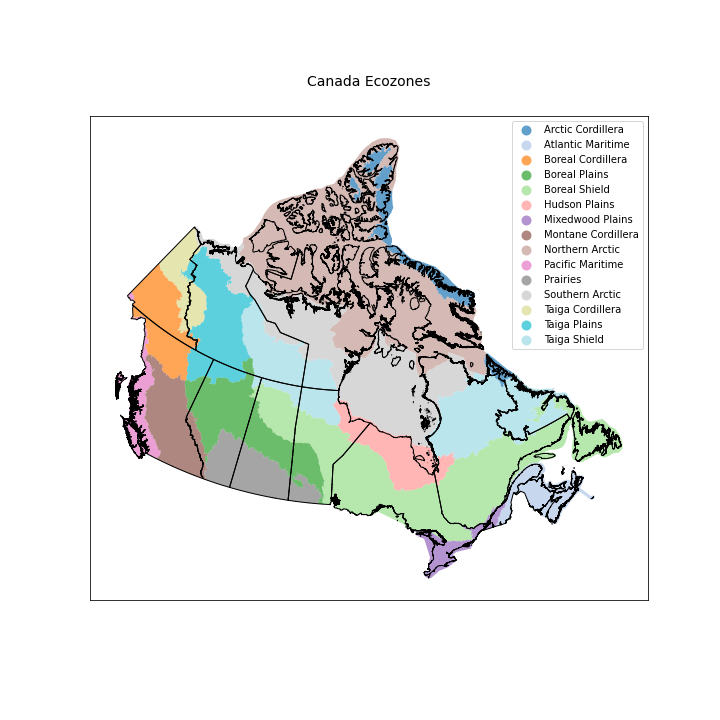 Canada Ecozones
Arctic Cordillera
Atlantic Maritime
Boreal Cordillera
Boreal Plains
Boreal Shield
Hudson Plains
Mixedwood Plains
Montane Cordillera
Northern Arctic
Pacific Maritime
Prairies
Southern Arctic
Taiga Cordillera
Taiga Plains
Taiga Shield